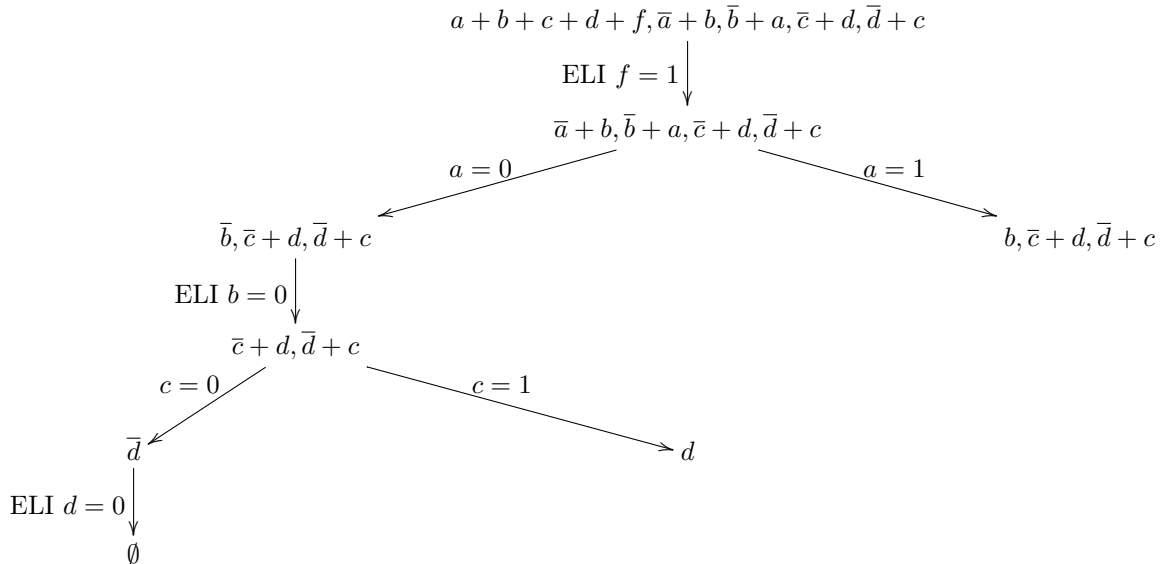 a + b + c + d + f, a̅ + b, b̅ + a, c̅ + d, d̅ + c
ELI f = 1
a̅ + b, b̅ + a, c̅ + d, d̅ + c
a = 0 a = 1
b̅, c̅ + d, d̅ + c b, c̅ + d, d̅ + c
ELI b = 0
c̅ + d, d̅ + c
c = 0 c = 1
d̅ d
ELI d = 0
∅